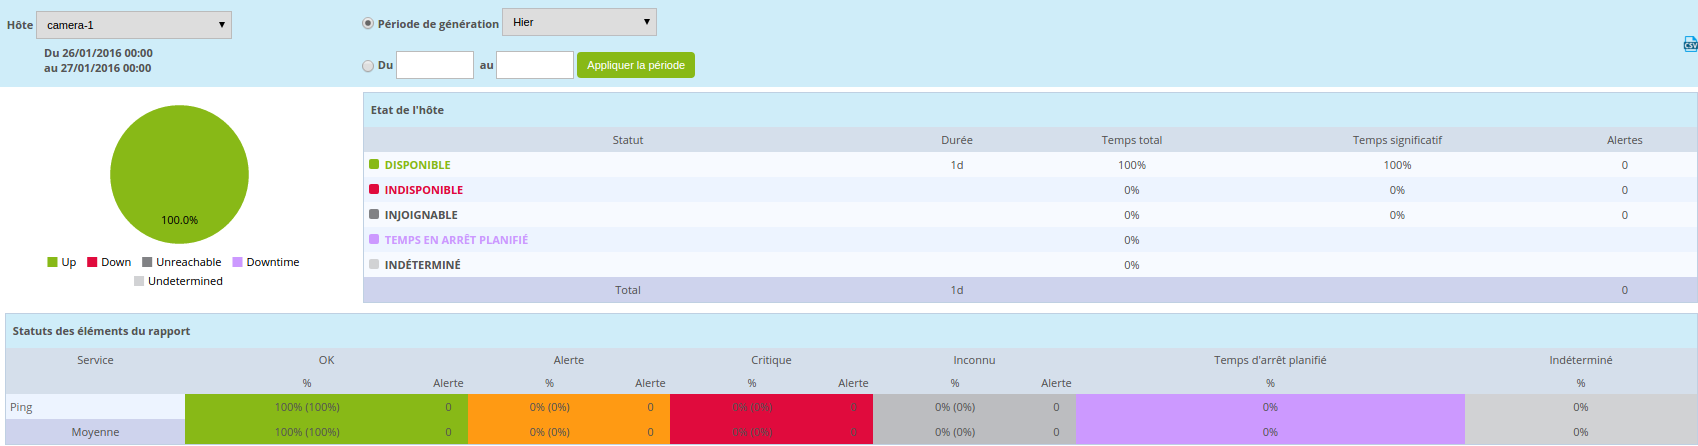 Hôte camera-1 Période de génération Hier
Du 26/01/2016 00:00
au 27/01/2016 00:00
Du au Appliquer la période
CSV
100.0%
Up Down Unreachable Downtime
Undetermined
Etat de l'hôte
Statut Durée Temps total Temps significatif Alertes
DISPONIBLE 1d 100% 100% 0
INDISPONIBLE 0% 0% 0
INJOIGNABLE 0% 0% 0
TEMPS EN ARRÊT PLANIFIÉ 0%
INDÉTERMINÉ 0%
Total 1d 0
Statuts des éléments du rapport
Service OK Alerte Critique Inconnu Temps d'arrêt planifié Indéterminé
% Alerte % Alerte % Alerte % Alerte % %
Ping 100% (100%) 0 0% (0%) 0 0% (0%) 0 0% (0%) 0 0% 0%
Moyenne 100% (100%) 0 0% (0%) 0 0% (0%) 0 0% (0%) 0 0% 0%